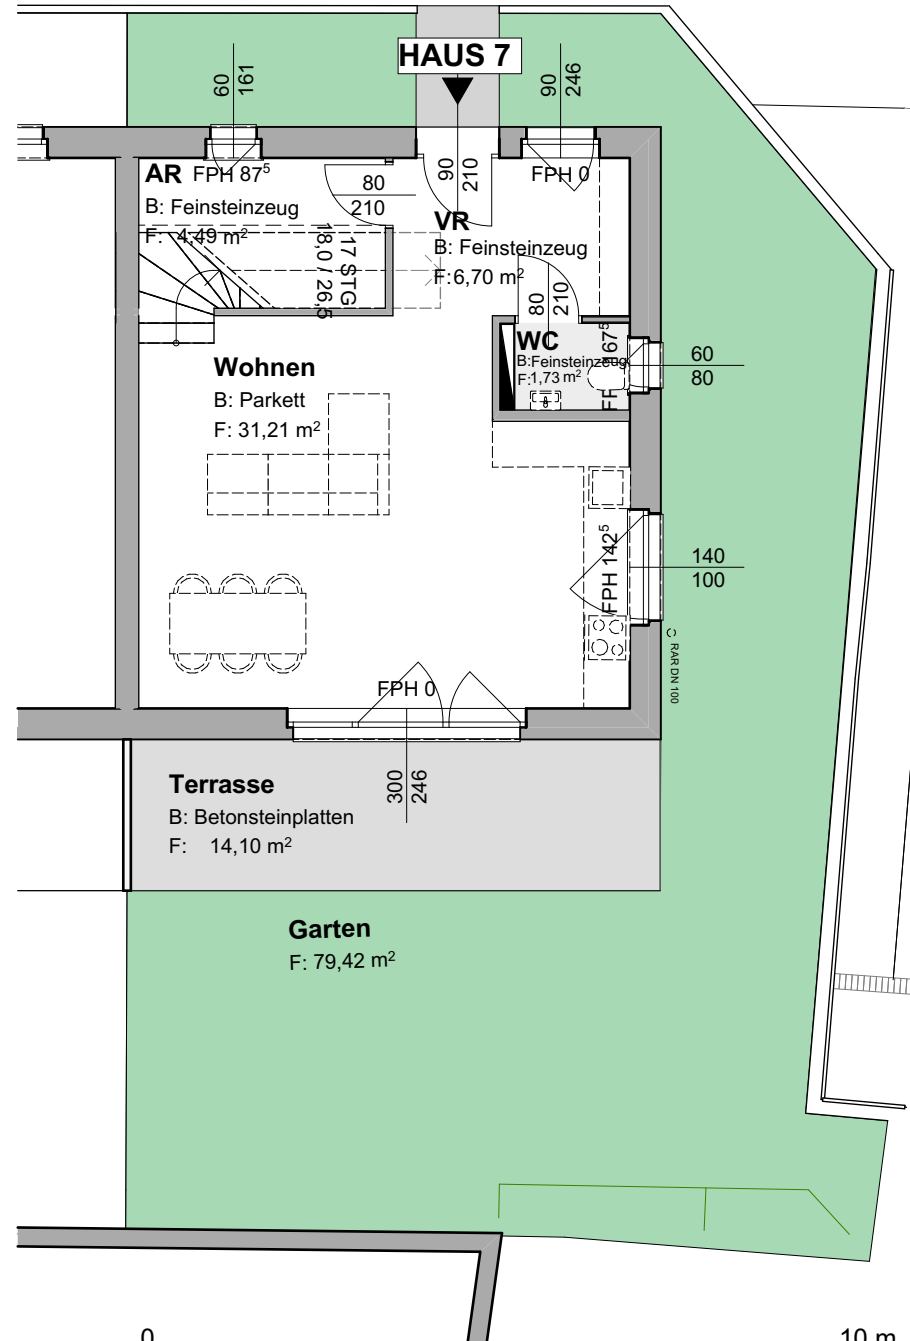 HAUS 7
60
161
90
246
AR FPH 87⁵
B: Feinsteinzeug
F: 4,49 m²
80
210
90
210
FPH 0
VR
B: Feinsteinzeug
F: 6,70 m²
17 STG
18,0 / 26,5
80
210
WC
B: Feinsteinzeug
F: 1,73 m²
FPH 167⁵
60
80
Wohnen
B: Parkett
F: 31,21 m²
FPH 142⁵
140
100
RAR DN 100
FPH 0
300
246
Terrasse
B: Betonsteinplatten
F: 14,10 m²
Garten
F: 79,42 m²
0
10 m